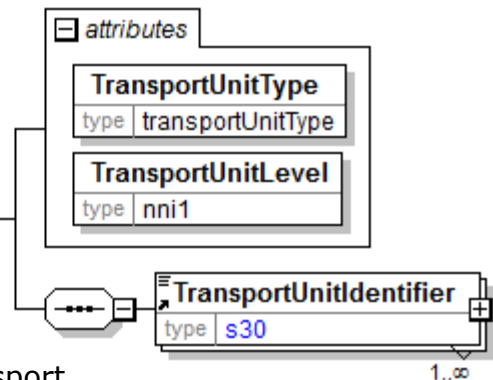 attributes
TransportUnitType
type transportUnitType
TransportUnitLevel
type nni1
TransportUnitIdentifier
type s30
1..∞